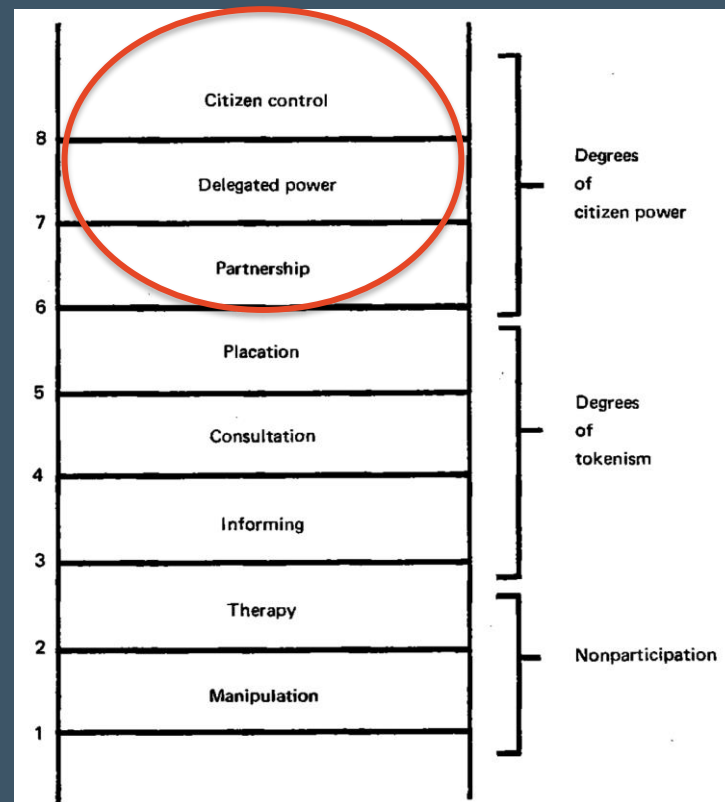 Citizen control
8
Delegated power
7
Partnership
6
Placation
5
Consultation
4
Informing
3
Therapy
2
Manipulation
1
Degrees
of
citizen power
Degrees
of
tokenism
Nonparticipation